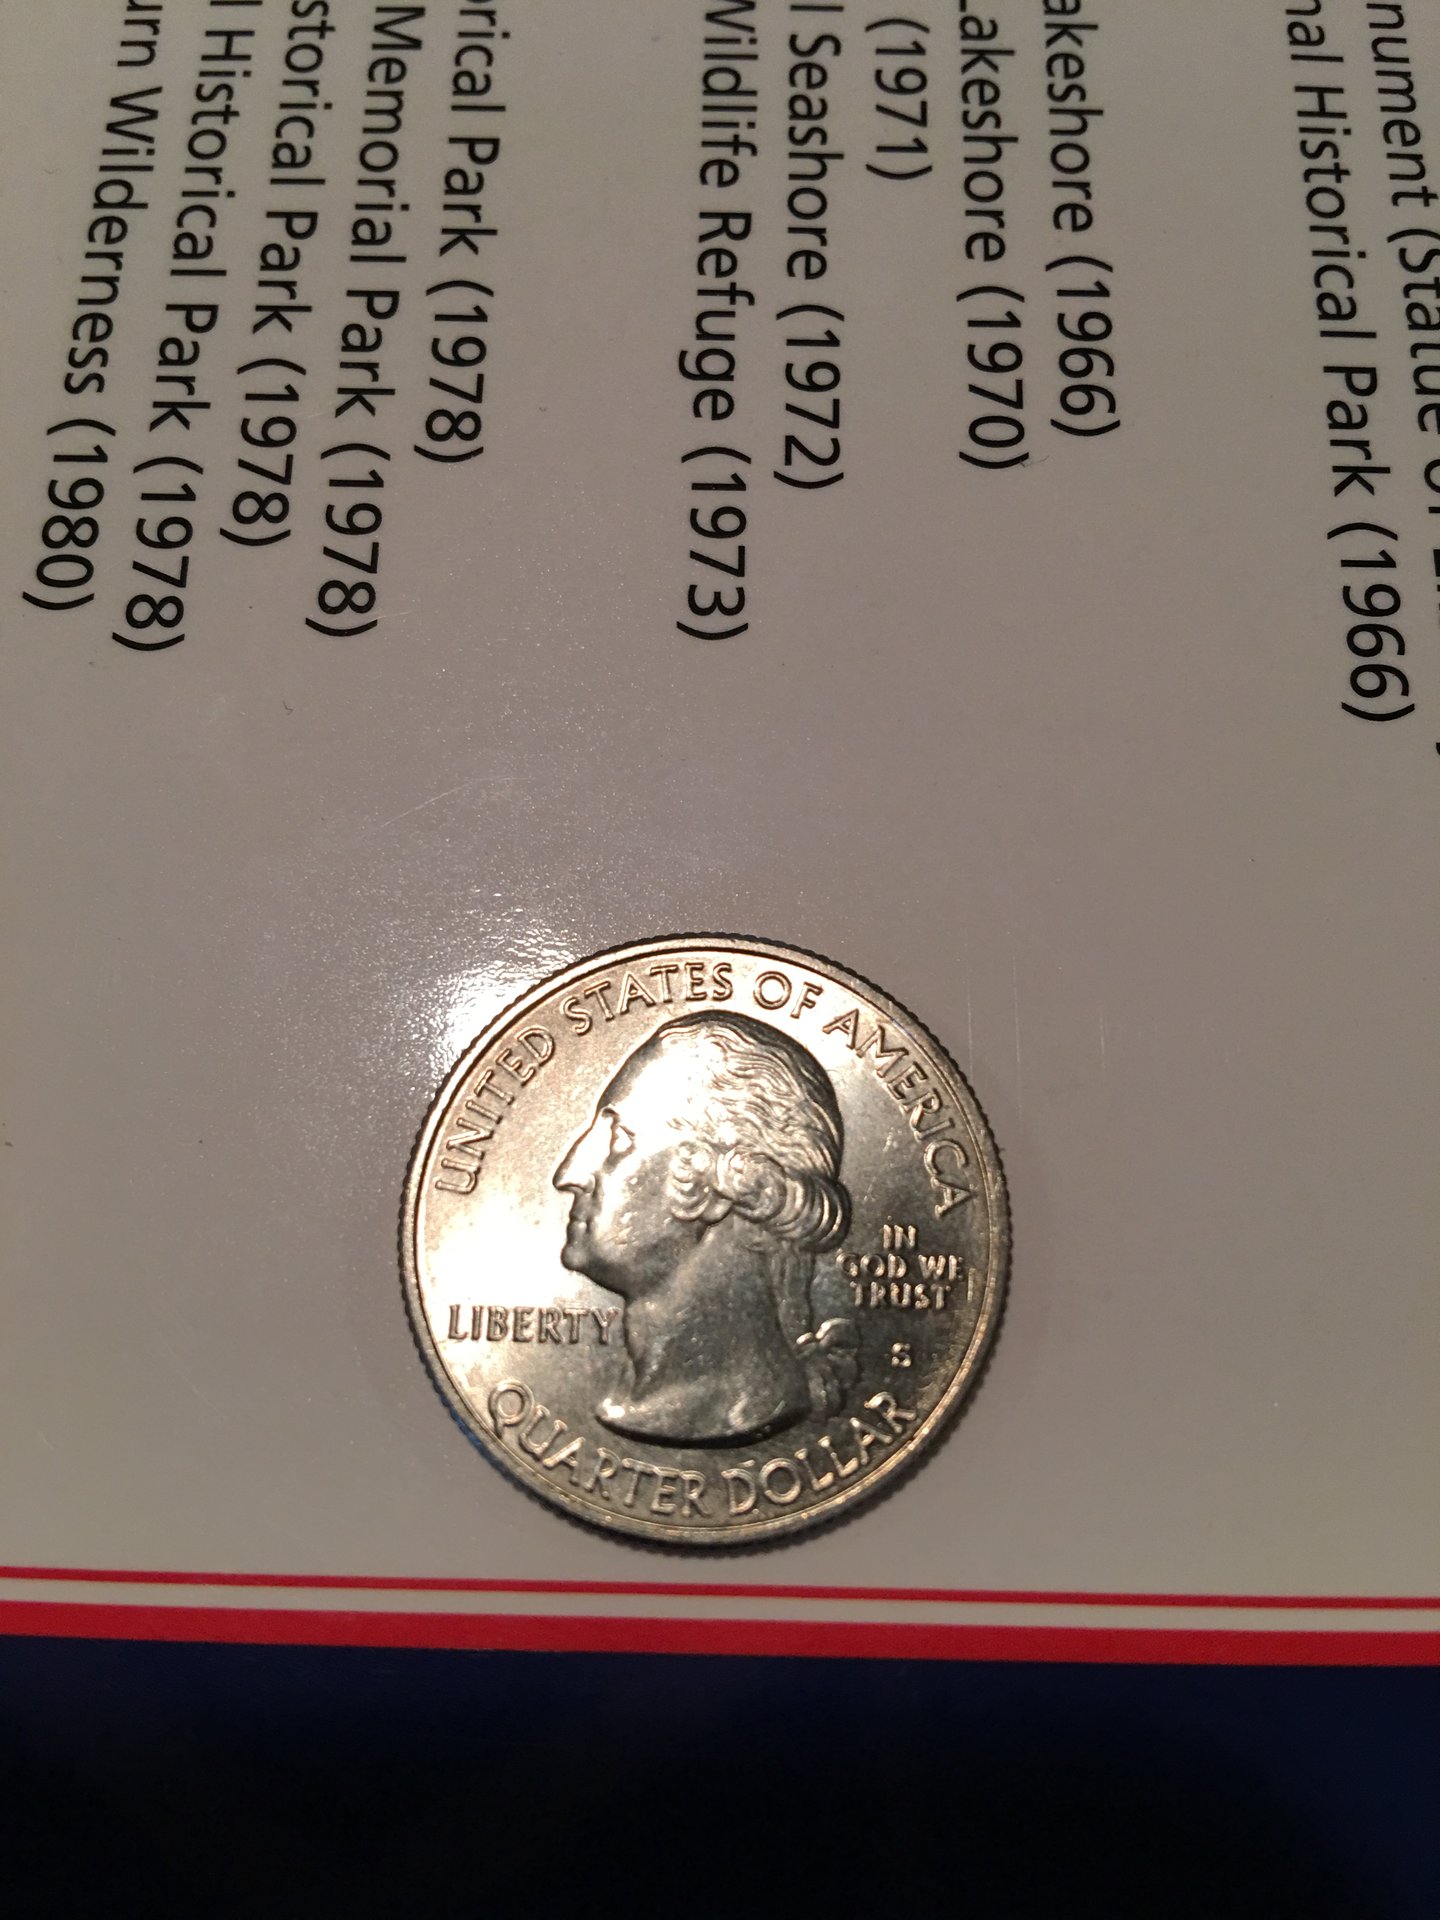 nument (Statue Of
nal Historical Park (1966)
akeshore (1966)
Lakeshore (1970)
(1971)
l Seashore (1972)
Wildlife Refuge (1973)
orical Park (1978)
Memorial Park (1978)
storical Park (1978)
l Historical Park (1978)
urn Wilderness (1980)
UNITED STATES OF AMERICA
LIBERTY
IN
GOD WE
TRUST
S
QUARTER DOLLAR